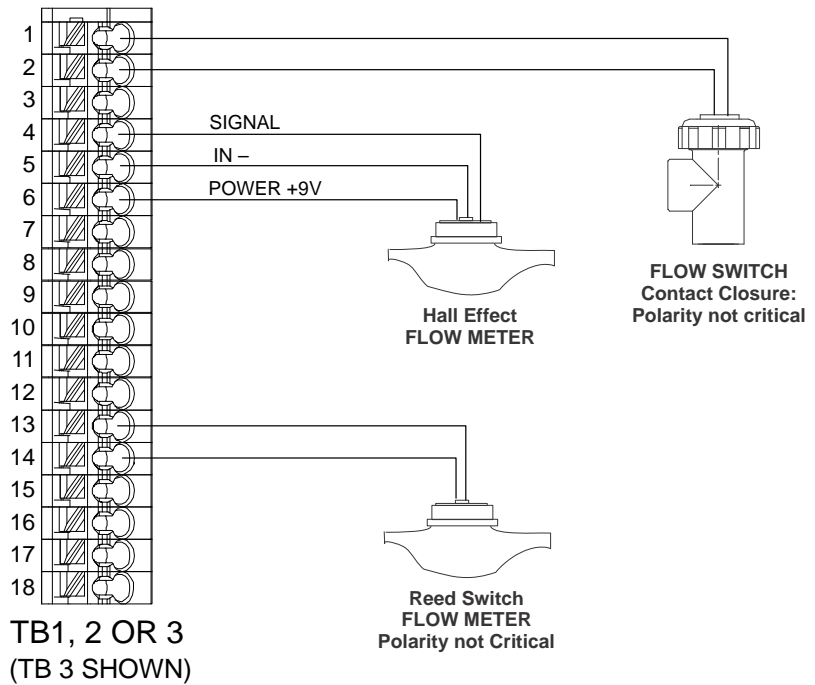 1
2
3
4
5
6
7
8
9
10
11
12
13
14
15
16
17
18
SIGNAL
IN –
POWER +9V
Hall Effect
FLOW METER
FLOW SWITCH
Contact Closure:
Polarity not critical
Reed Switch
FLOW METER
Polarity not Critical
TB1, 2 OR 3
(TB 3 SHOWN)